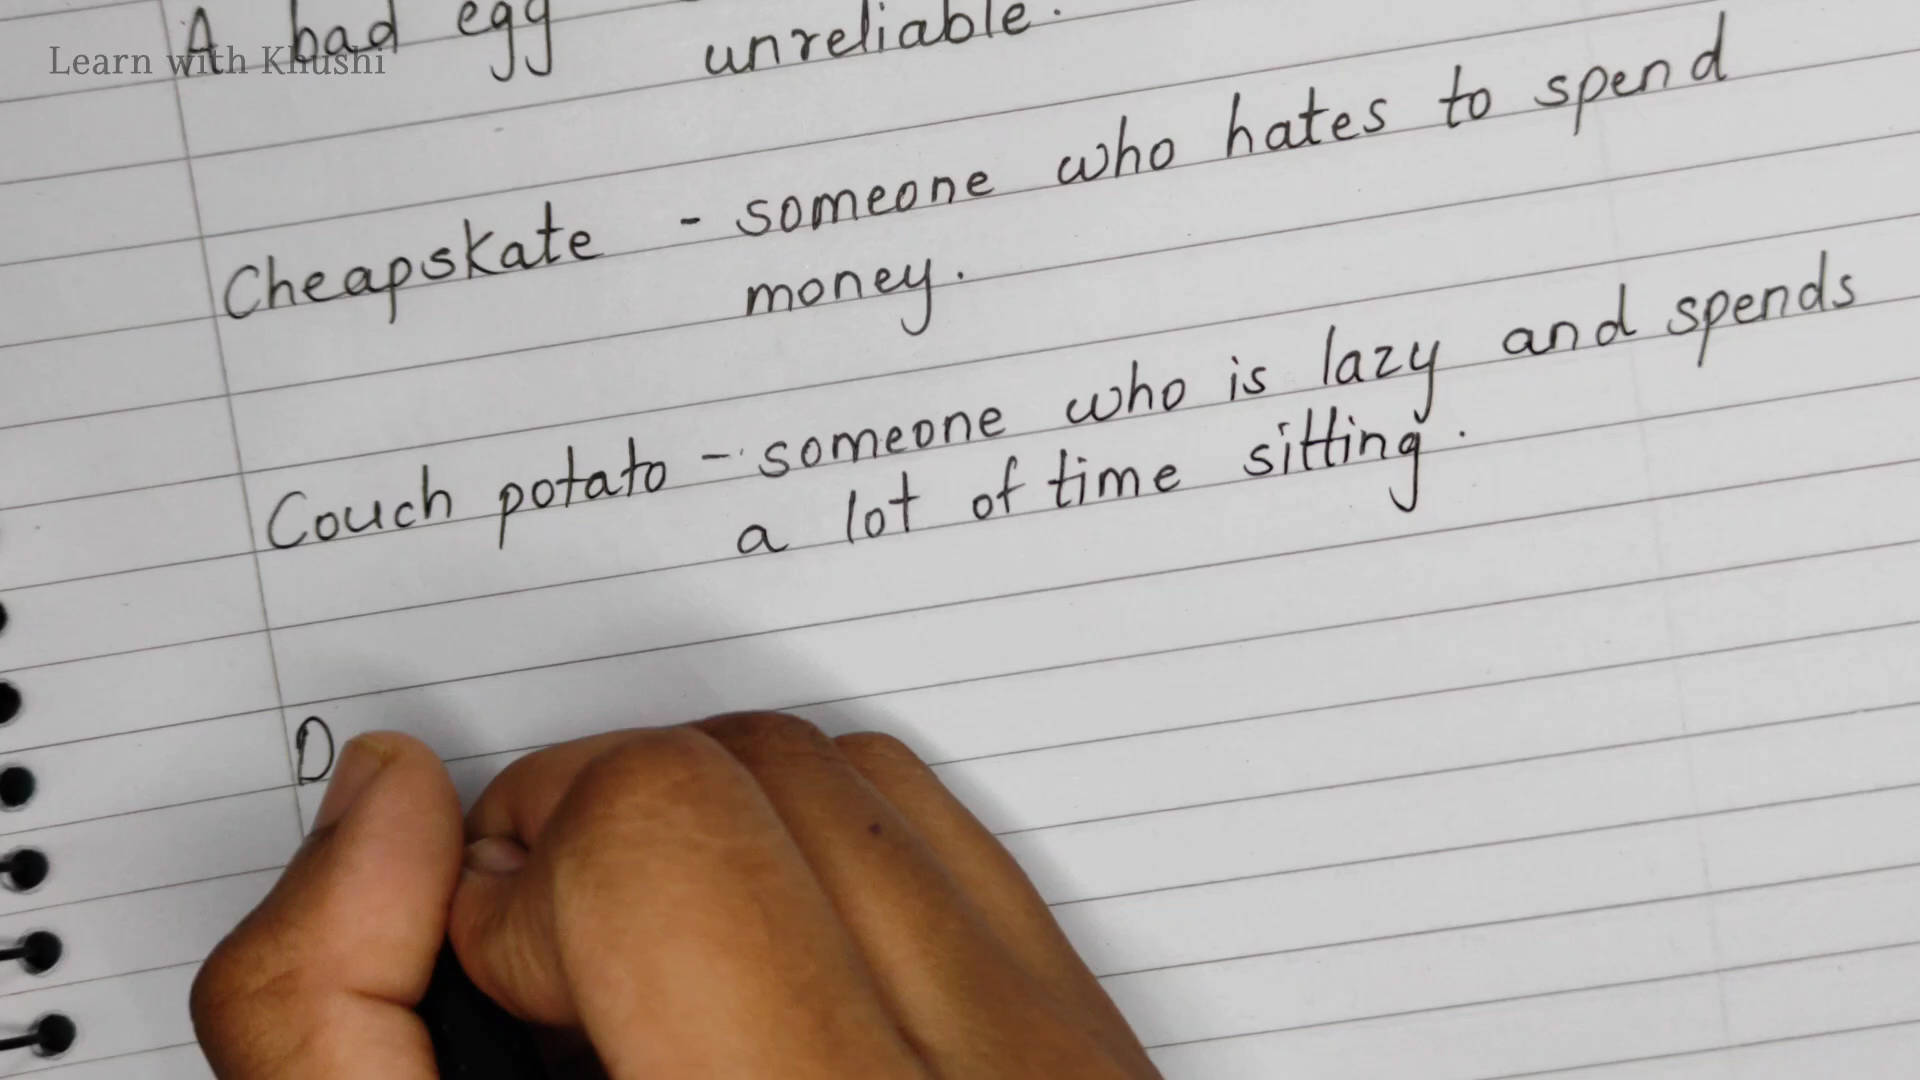 Learn with Khushi
A bad egg unreliable.
Cheapskate - someone who hates to spend
money.
Couch potato - someone who is lazy and spends
a lot of time sitting.
D